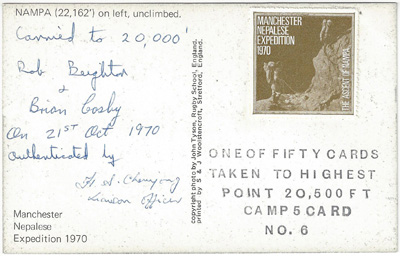 NAMPA (22,162') on left, unclimbed.
Carried to 20,000'
Rob Beighton
&
Brian Cosby
On 21ST Oct 1970
authenticated by
Liaison Officer
Manchester
Nepalese
Expedition 1970
copyright photo by John Tyson, Rugby School, England.
printed by S & J Woolstencroft, Stretford, England.
MANCHESTER
NEPALESE
EXPEDITION
1970
THE ASCENT OF NAMPA
ONE OF FIFTY CARDS
TAKEN TO HIGHEST
POINT 20,500 FT
CAMP 5 CARD
NO. 6